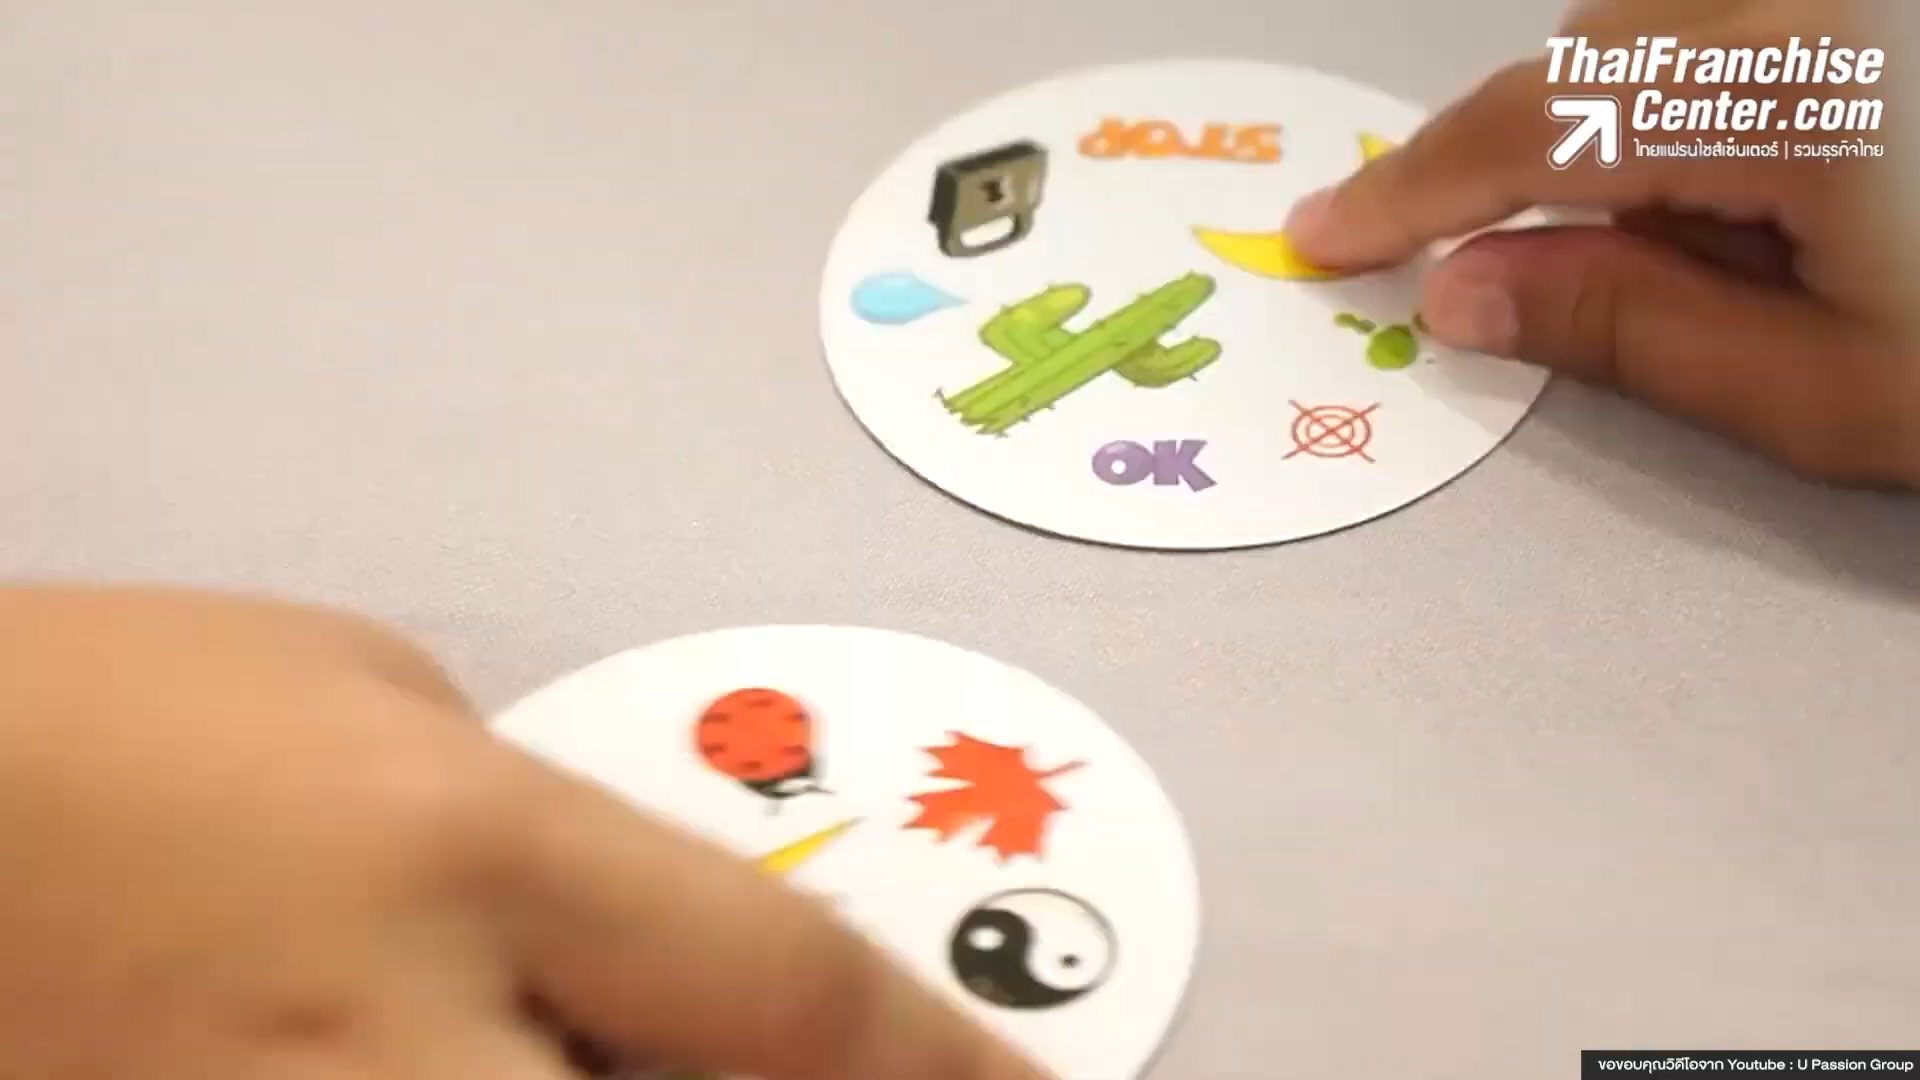 ThaiFranchise
Center.com
ไทยแฟรนไชส์เซ็นเตอร์ | รวมธุรกิจไทย
STOP
OK
ขอขอบคุณวิดีโอจาก Youtube : U Passion Group